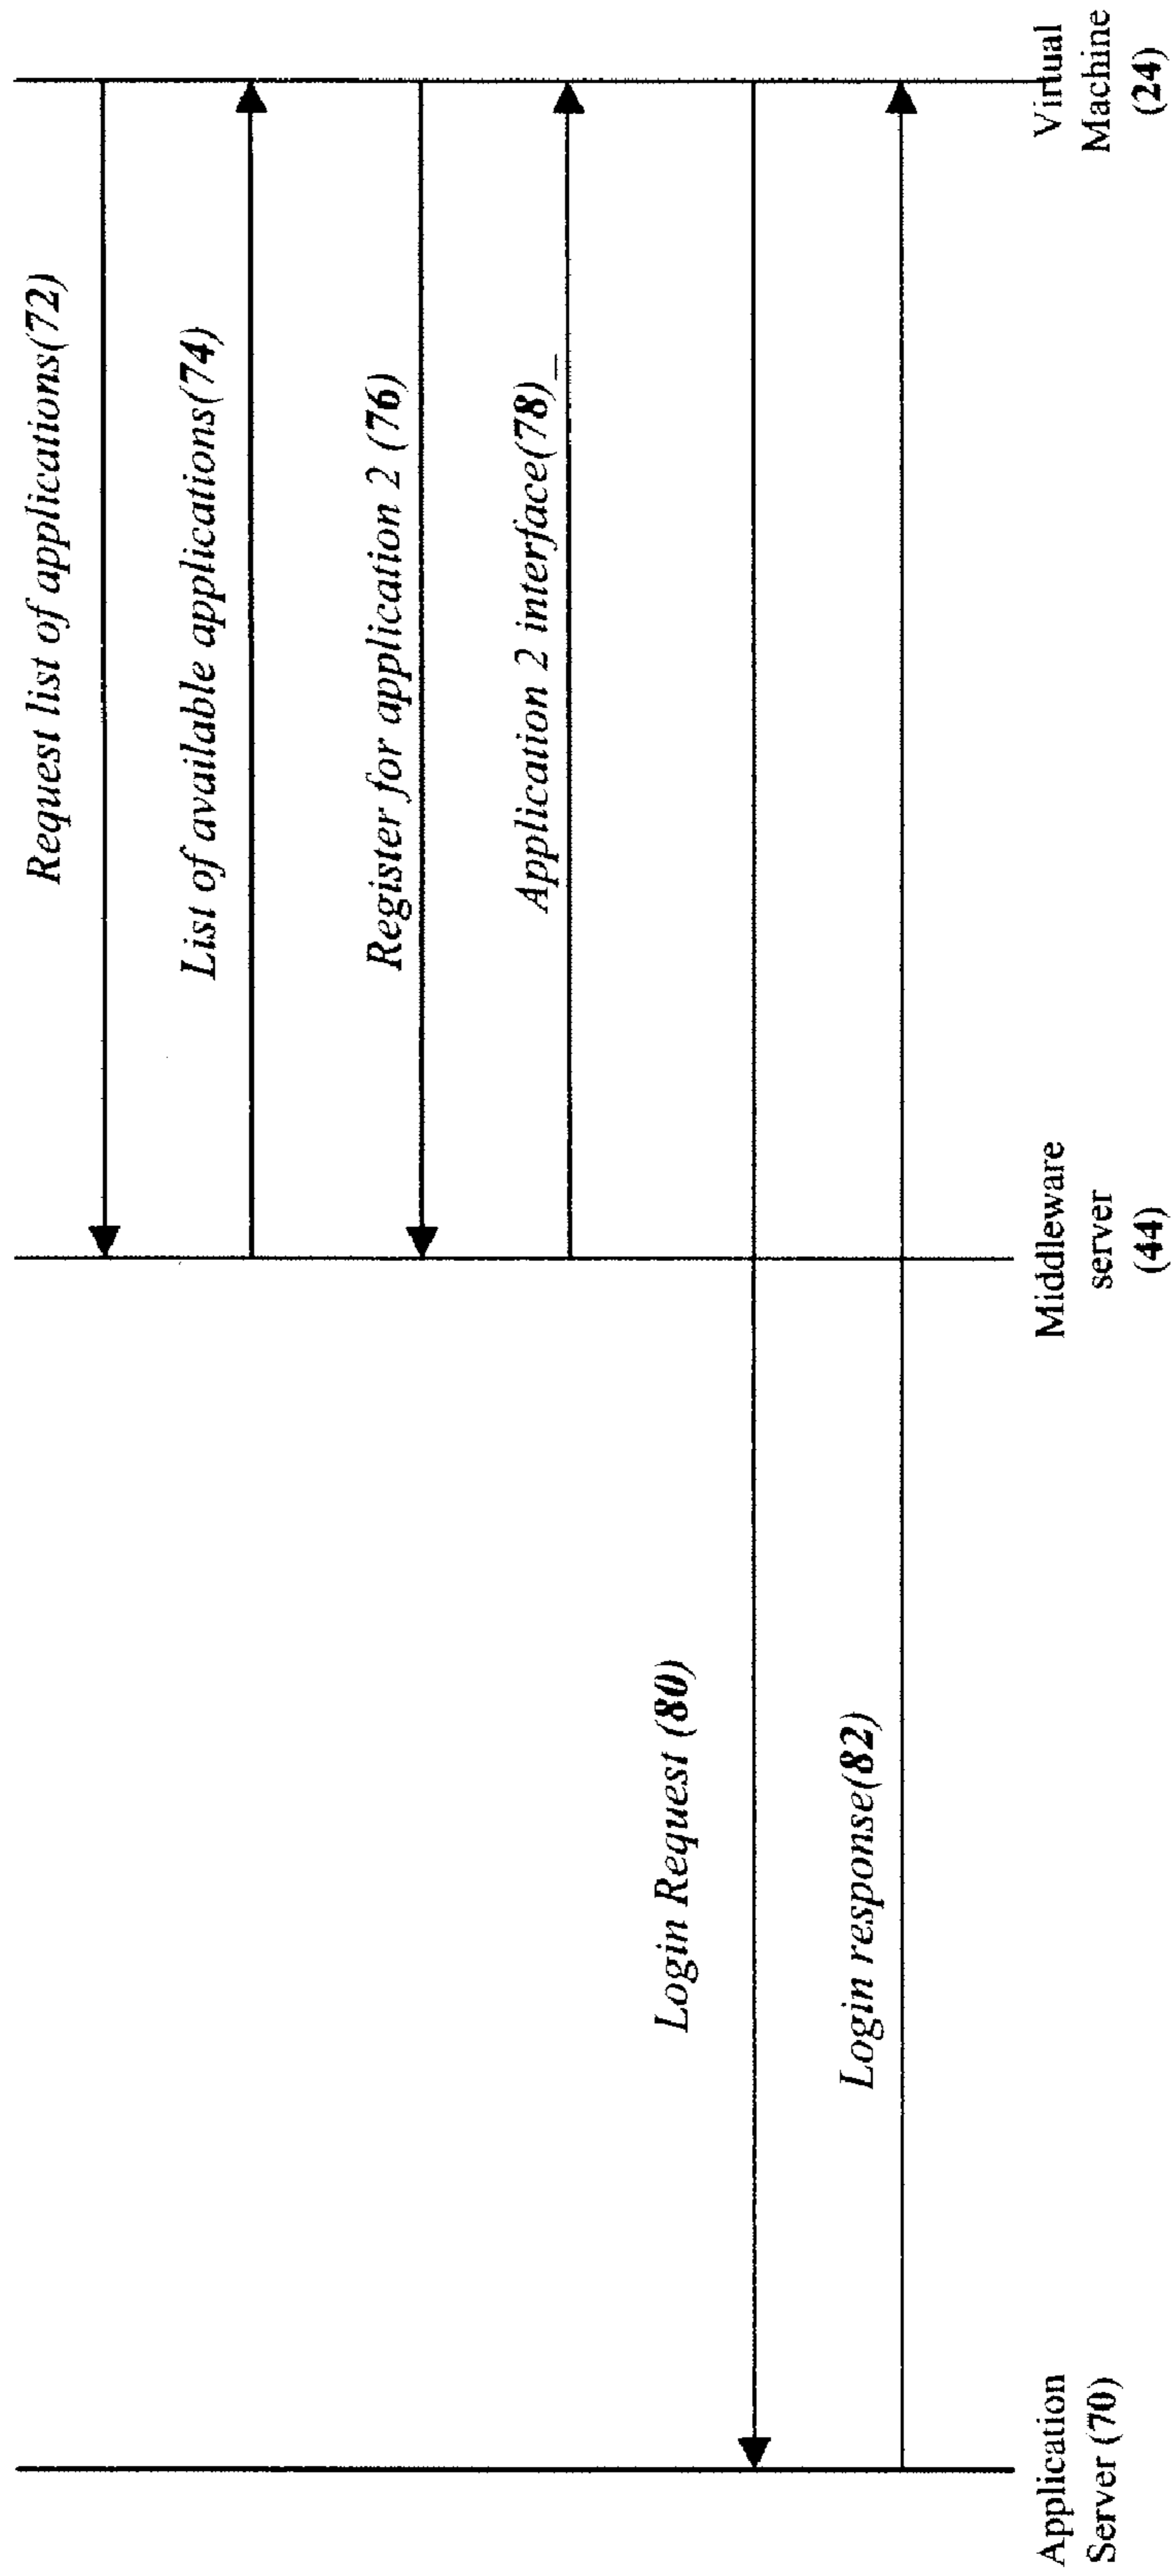 Request list of applications(72)
List of available applications(74)
Register for application 2 (76)
Application 2 interface(78)_
Login Request (80)
Login response(82)
Application
Server (70)
Middleware
server
(44)
Virtual
Machine
(24)